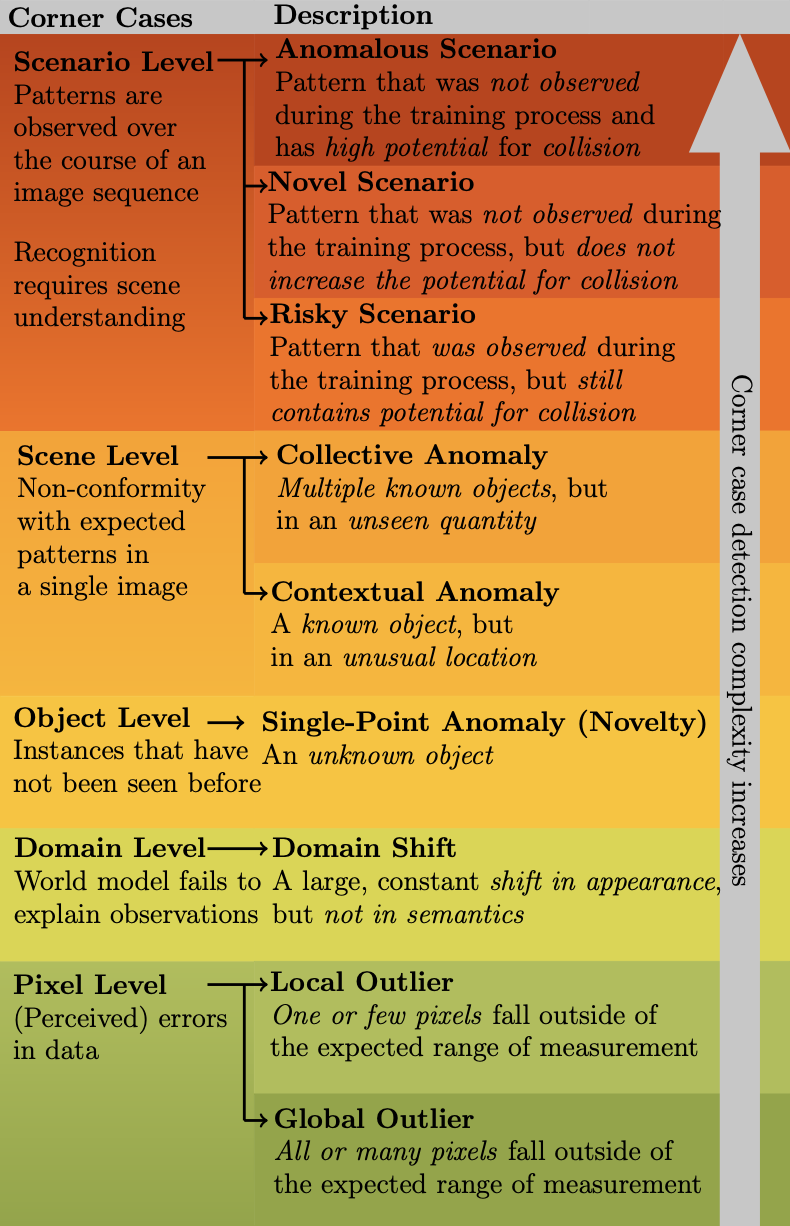 Corner Cases
Description
Scenario Level
Patterns are
observed over
the course of an
image sequence
Recognition
requires scene
understanding
Anomalous Scenario
Pattern that was not observed
during the training process and
has high potential for collision
Novel Scenario
Pattern that was not observed during
the training process, but does not
increase the potential for collision
Risky Scenario
Pattern that was observed during
the training process, but still
contains potential for collision
Scene Level
Non-conformity
with expected
patterns in
a single image
Collective Anomaly
Multiple known objects, but
in an unseen quantity
Contextual Anomaly
A known object, but
in an unusual location
Object Level
Instances that have
not been seen before
Single-Point Anomaly (Novelty)
An unknown object
Domain Level
World model fails to
explain observations
Domain Shift
A large, constant shift in appearance,
but not in semantics
Pixel Level
(Perceived) errors
in data
Local Outlier
One or few pixels fall outside of
the expected range of measurement
Global Outlier
All or many pixels fall outside of
the expected range of measurement
Corner case detection complexity increases